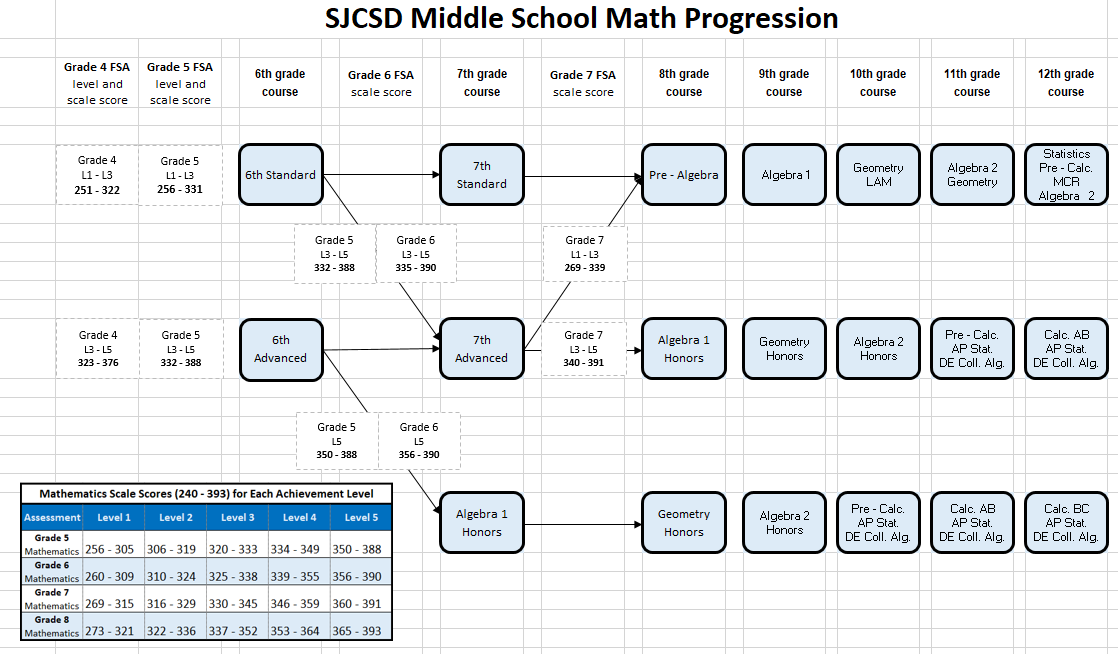 SJCSD Middle School Math Progression
Grade 4 FSA
level and
scale score
Grade 5 FSA
level and
scale score
6th grade
course
Grade 6 FSA
scale score
7th grade
course
Grade 7 FSA
scale score
8th grade
course
9th grade
course
10th grade
course
11th grade
course
12th grade
course
Grade 4
L1 - L3
251 - 322
Grade 5
L1 - L3
256 - 331
6th Standard
7th
Standard
Pre - Algebra
Algebra 1
Geometry
LAM
Algebra 2
Geometry
Statistics
Pre - Calc.
MCR
Algebra 2
Grade 5
L3 - L5
332 - 388
Grade 6
L3 - L5
335 - 390
Grade 7
L1 - L3
269 - 339
Grade 4
L3 - L5
323 - 376
Grade 5
L3 - L5
332 - 388
6th
Advanced
7th
Advanced
Grade 7
L3 - L5
340 - 391
Algebra 1
Honors
Geometry
Honors
Algebra 2
Honors
Pre - Calc.
AP Stat.
DE Coll. Alg.
Calc. AB
AP Stat.
DE Coll. Alg.
Grade 5
L5
350 - 388
Grade 6
L5
356 - 390
Algebra 1
Honors
Geometry
Honors
Algebra 2
Honors
Pre - Calc.
AP Stat.
DE Coll. Alg.
Calc. AB
AP Stat.
DE Coll. Alg.
Calc. BC
AP Stat.
DE Coll. Alg.
Mathematics Scale Scores (240 - 393) for Each Achievement Level
Assessment Level 1 Level 2 Level 3 Level 4 Level 5
Grade 5
Mathematics 256 - 305 306 - 319 320 - 333 334 - 349 350 - 388
Grade 6
Mathematics 260 - 309 310 - 324 325 - 338 339 - 355 356 - 390
Grade 7
Mathematics 269 - 315 316 - 329 330 - 345 346 - 359 360 - 391
Grade 8
Mathematics 273 - 321 322 - 336 337 - 352 353 - 364 365 - 393